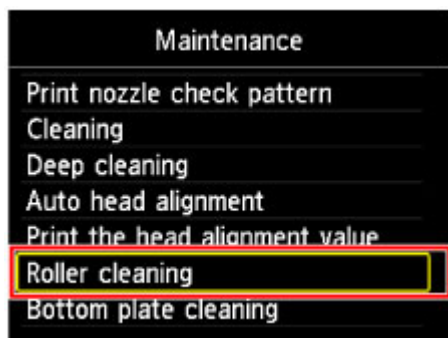 Maintenance
Print nozzle check pattern
Cleaning
Deep cleaning
Auto head alignment
Print the head alignment value
Roller cleaning
Bottom plate cleaning